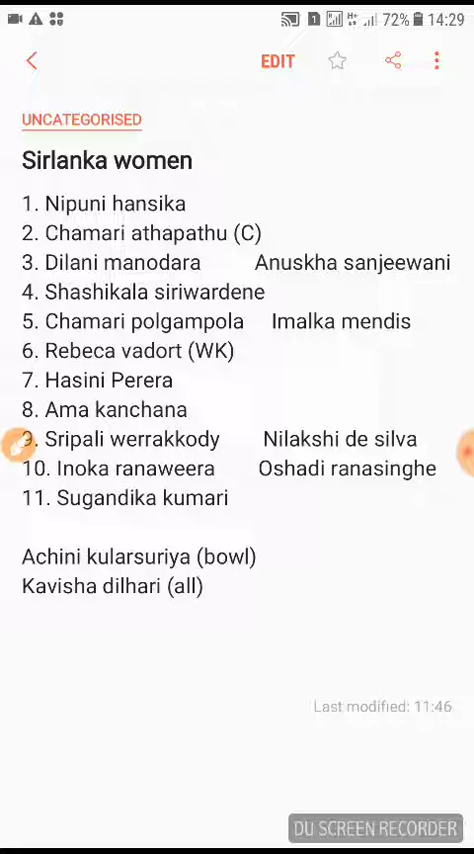 1 H+ 72% 14:29
EDIT
UNCATEGORISED
Sirlanka women
1. Nipuni hansika
2. Chamari athapathu (C)
3. Dilani manodara Anuskha sanjeewani
4. Shashikala siriwardene
5. Chamari polgampola Imalka mendis
6. Rebeca vadort (WK)
7. Hasini Perera
8. Ama kanchana
9. Sripali werrakkody Nilakshi de silva
10. Inoka ranaweera Oshadi ranasinghe
11. Sugandika kumari
Achini kularsuriya (bowl)
Kavisha dilhari (all)
Last modified: 11:46
DU SCREEN RECORDER